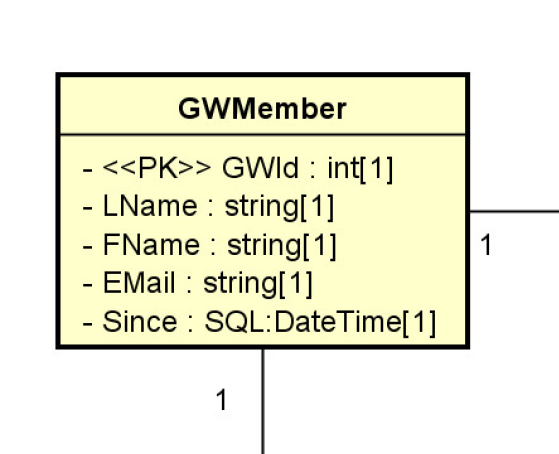 GWMember
- <<PK>> GWId : int[1]
- LName : string[1]
- FName : string[1]
- EMail : string[1]
- Since : SQL:DateTime[1]
1
1